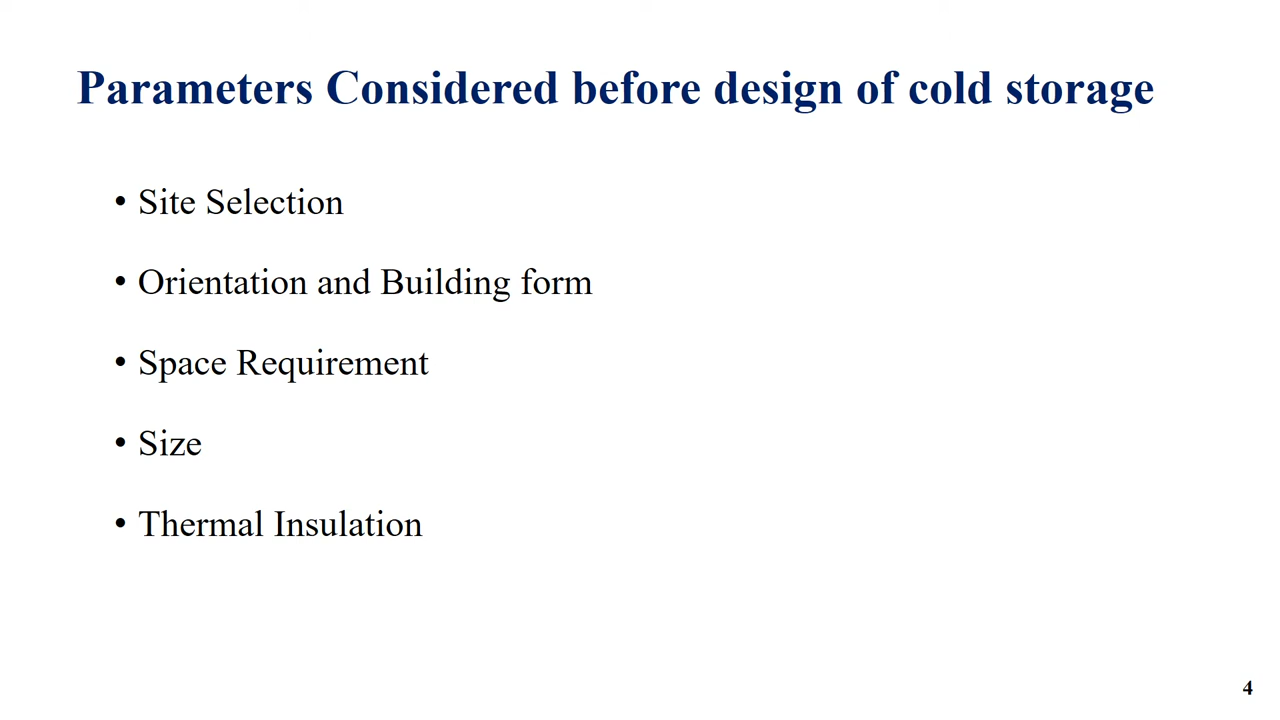 Parameters Considered before design of cold storage
• Site Selection
• Orientation and Building form
• Space Requirement
• Size
• Thermal Insulation
4